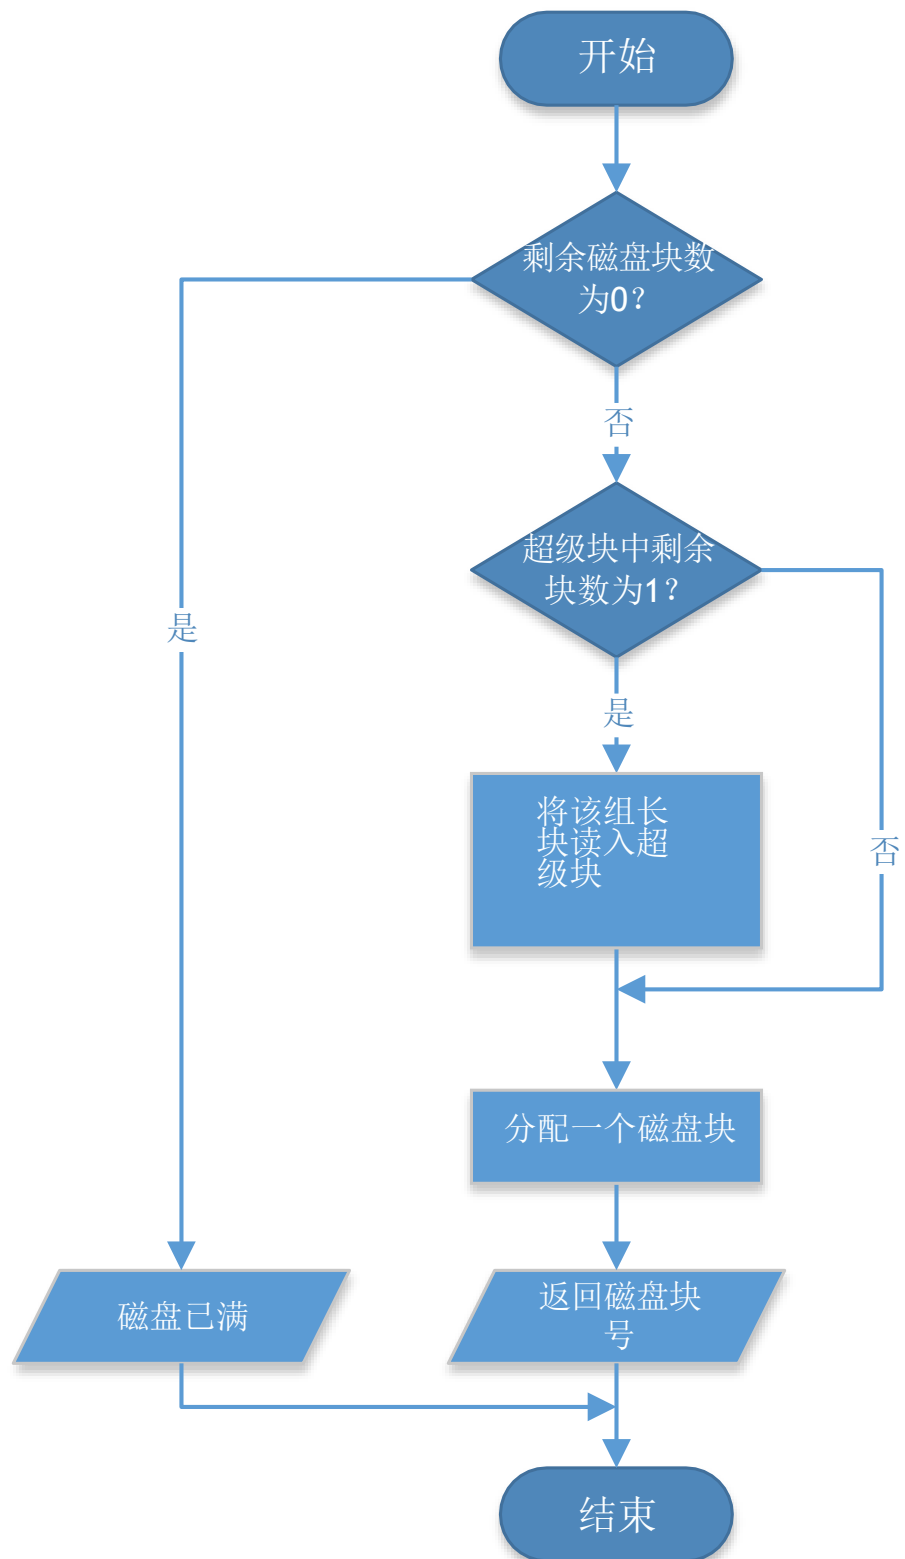 开始
剩余磁盘块数
为0？
否
超级块中剩余
块数为1？
是
是
将该组长
块读入超
级块
否
分配一个磁盘块
磁盘已满
返回磁盘块
号
结束